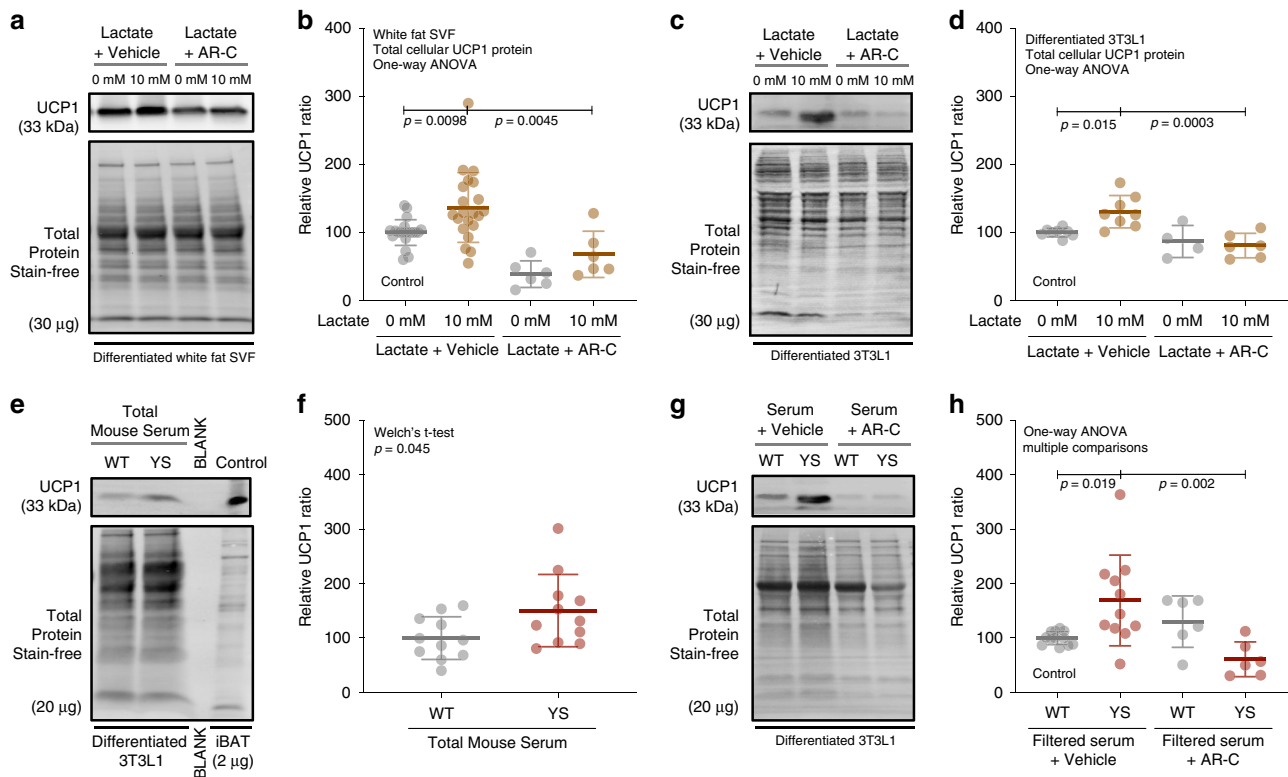 a
Lactate + Vehicle
Lactate + AR-C
0 mM 10 mM 0 mM 10 mM
UCP1
(33 kDa)
Total
Protein
Stain-free
(30 µg)
Differentiated white fat SVF
b
400
300
200
100
0
Relative UCP1 ratio
White fat SVF
Total cellular UCP1 protein
One-way ANOVA
p = 0.0098
p = 0.0045
Control
Lactate
0 mM 10 mM 0 mM 10 mM
Lactate + Vehicle
Lactate + AR-C
c
Lactate + Vehicle
Lactate + AR-C
0 mM 10 mM 0 mM 10 mM
UCP1
(33 kDa)
Total
Protein
Stain-free
(30 µg)
Differentiated 3T3L1
d
400
300
200
100
0
Relative UCP1 ratio
Differentiated 3T3L1
Total cellular UCP1 protein
One-way ANOVA
p = 0.015
p = 0.0003
Control
Lactate
0 mM 10 mM 0 mM 10 mM
Lactate + Vehicle
Lactate + AR-C
e
Total
Mouse Serum
BLANK
WT YS Control
UCP1
(33 kDa)
Total
Protein
Stain-free
(20 µg)
Differentiated
3T3L1
BLANK
iBAT
(2 µg)
f
500
400
300
200
100
0
Relative UCP1 ratio
Welch's t-test
p = 0.045
WT YS
Total Mouse Serum
g
Serum + Vehicle
Serum + AR-C
WT YS WT YS
UCP1
(33 kDa)
Total
Protein
Stain-free
(20 µg)
Differentiated 3T3L1
h
500
400
300
200
100
0
Relative UCP1 ratio
One-way ANOVA
multiple comparisons
p = 0.019
p = 0.002
Control
WT YS WT YS
Filtered serum
+ Vehicle
Filtered serum
+ AR-C